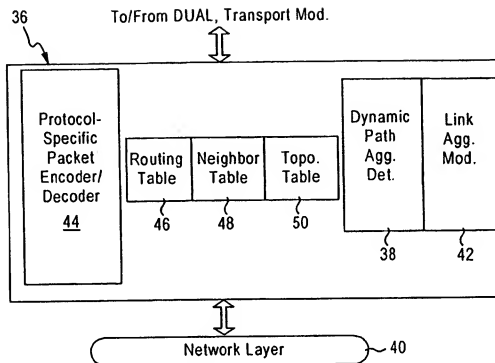 To/From DUAL, Transport Mod.
36
Protocol-
Specific
Packet
Encoder/
Decoder
44
Routing
Table
Neighbor
Table
Topo.
Table
46
48
50
Dynamic
Path
Agg.
Det.
Link
Agg.
Mod.
38
42
Network Layer
40